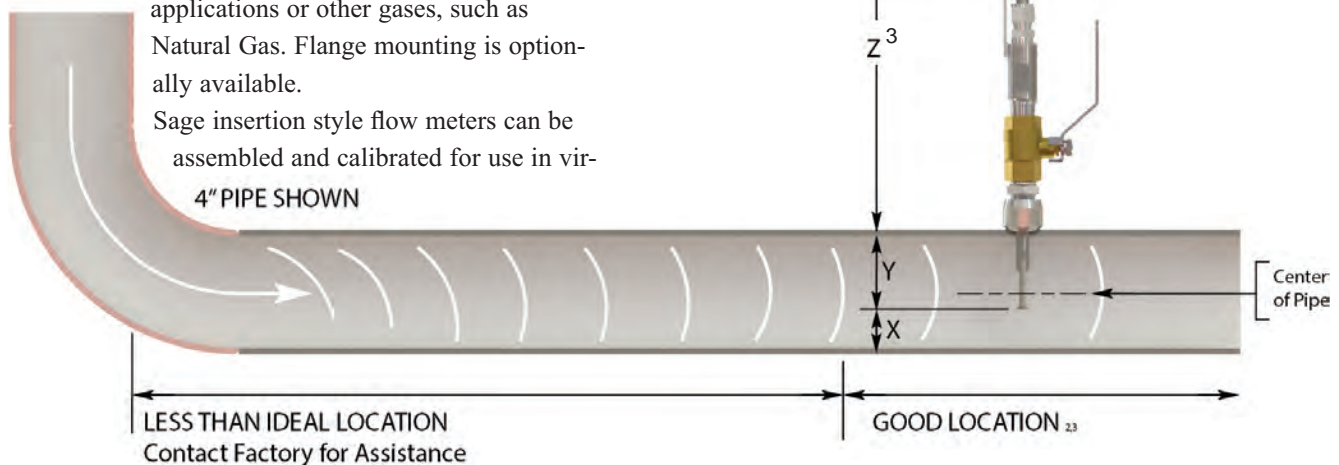 applications or other gases, such as
Natural Gas. Flange mounting is option-
ally available.
Sage insertion style flow meters can be
assembled and calibrated for use in vir-
4" PIPE SHOWN
Z 3
Y
X
Center
of Pipe
LESS THAN IDEAL LOCATION
Contact Factory for Assistance
GOOD LOCATION 2,3